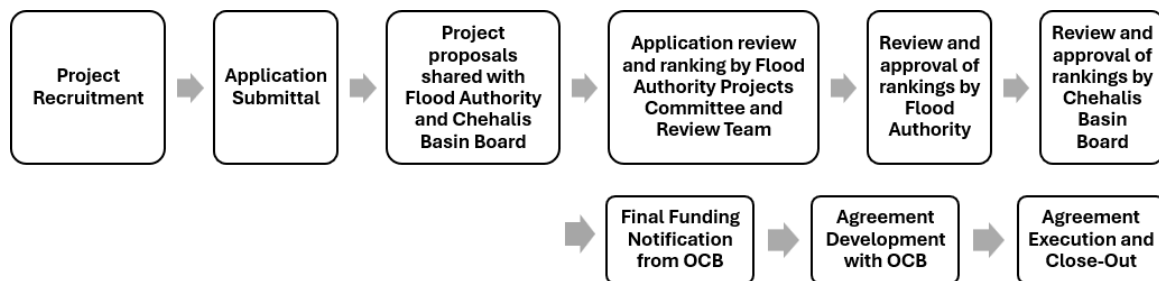 Project
Recruitment
Application
Submittal
Project
proposals
shared with
Flood Authority
and Chehalis
Basin Board
Application review
and ranking by Flood
Authority Projects
Committee and
Review Team
Review and
approval of
rankings by
Flood
Authority
Review and
approval of
rankings by
Chehalis
Basin
Board
Final Funding
Notification
from OCB
Agreement
Development
with OCB
Agreement
Execution and
Close-Out